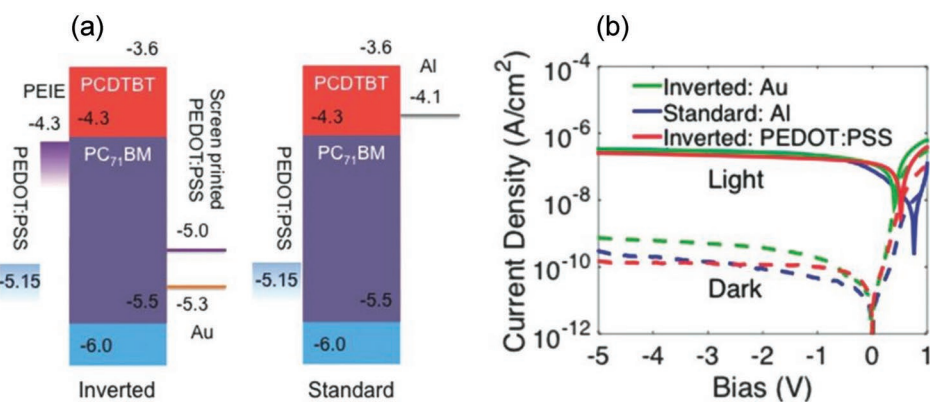 (a)
-3.6
PCDTBT
PEIE
-4.3
-4.3
PC₇₁BM
PEDOT:PSS
-5.15
Screen printed
PEDOT:PSS
-5.0
-5.5
-5.3
Au
-6.0
Inverted
-3.6
Al
-4.1
PCDTBT
-4.3
PC₇₁BM
PEDOT:PSS
-5.15
-5.5
-6.0
Standard
(b)
Current Density (A/cm²)
10⁻⁴
10⁻⁶
10⁻⁸
10⁻¹⁰
10⁻¹²
Inverted: Au
Standard: Al
Inverted: PEDOT:PSS
Light
Dark
-5 -4 -3 -2 -1 0 1
Bias (V)